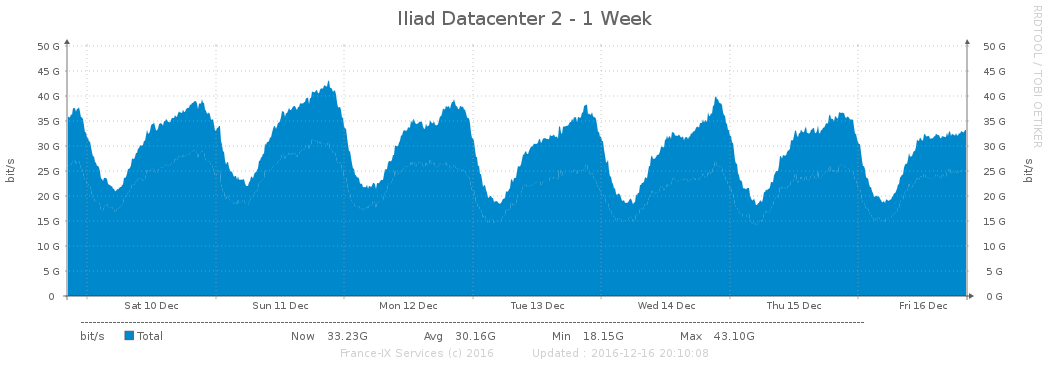 Iliad Datacenter 2 - 1 Week
RRDTOOL / TOBI OETIKER
bit/s
50 G 50 G
45 G 45 G
40 G 40 G
35 G 35 G
30 G 30 G
25 G 25 G
20 G 20 G
15 G 15 G
10 G 10 G
5 G 5 G
0 0 G
bit/s
Sat 10 Dec Sun 11 Dec Mon 12 Dec Tue 13 Dec Wed 14 Dec Thu 15 Dec Fri 16 Dec
bit/s Total Now 33.23G Avg 30.16G Min 18.15G Max 43.10G
France-IX Services (c) 2016 Updated : 2016-12-16 20:10:08